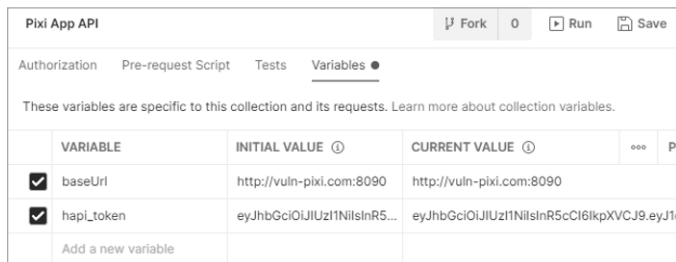 Pixi App API Fork 0 Run Save
Authorization Pre-request Script Tests Variables
These variables are specific to this collection and its requests. Learn more about collection variables.
VARIABLE INITIAL VALUE CURRENT VALUE P
baseUrl http://vuln-pixi.com:8090 http://vuln-pixi.com:8090
hapi_token eyJhbGciOiJIUzI1NiIsInR5... eyJhbGciOiJIUzI1NiIsInR5cCI6IkpXVCJ9.eyJ1
Add a new variable